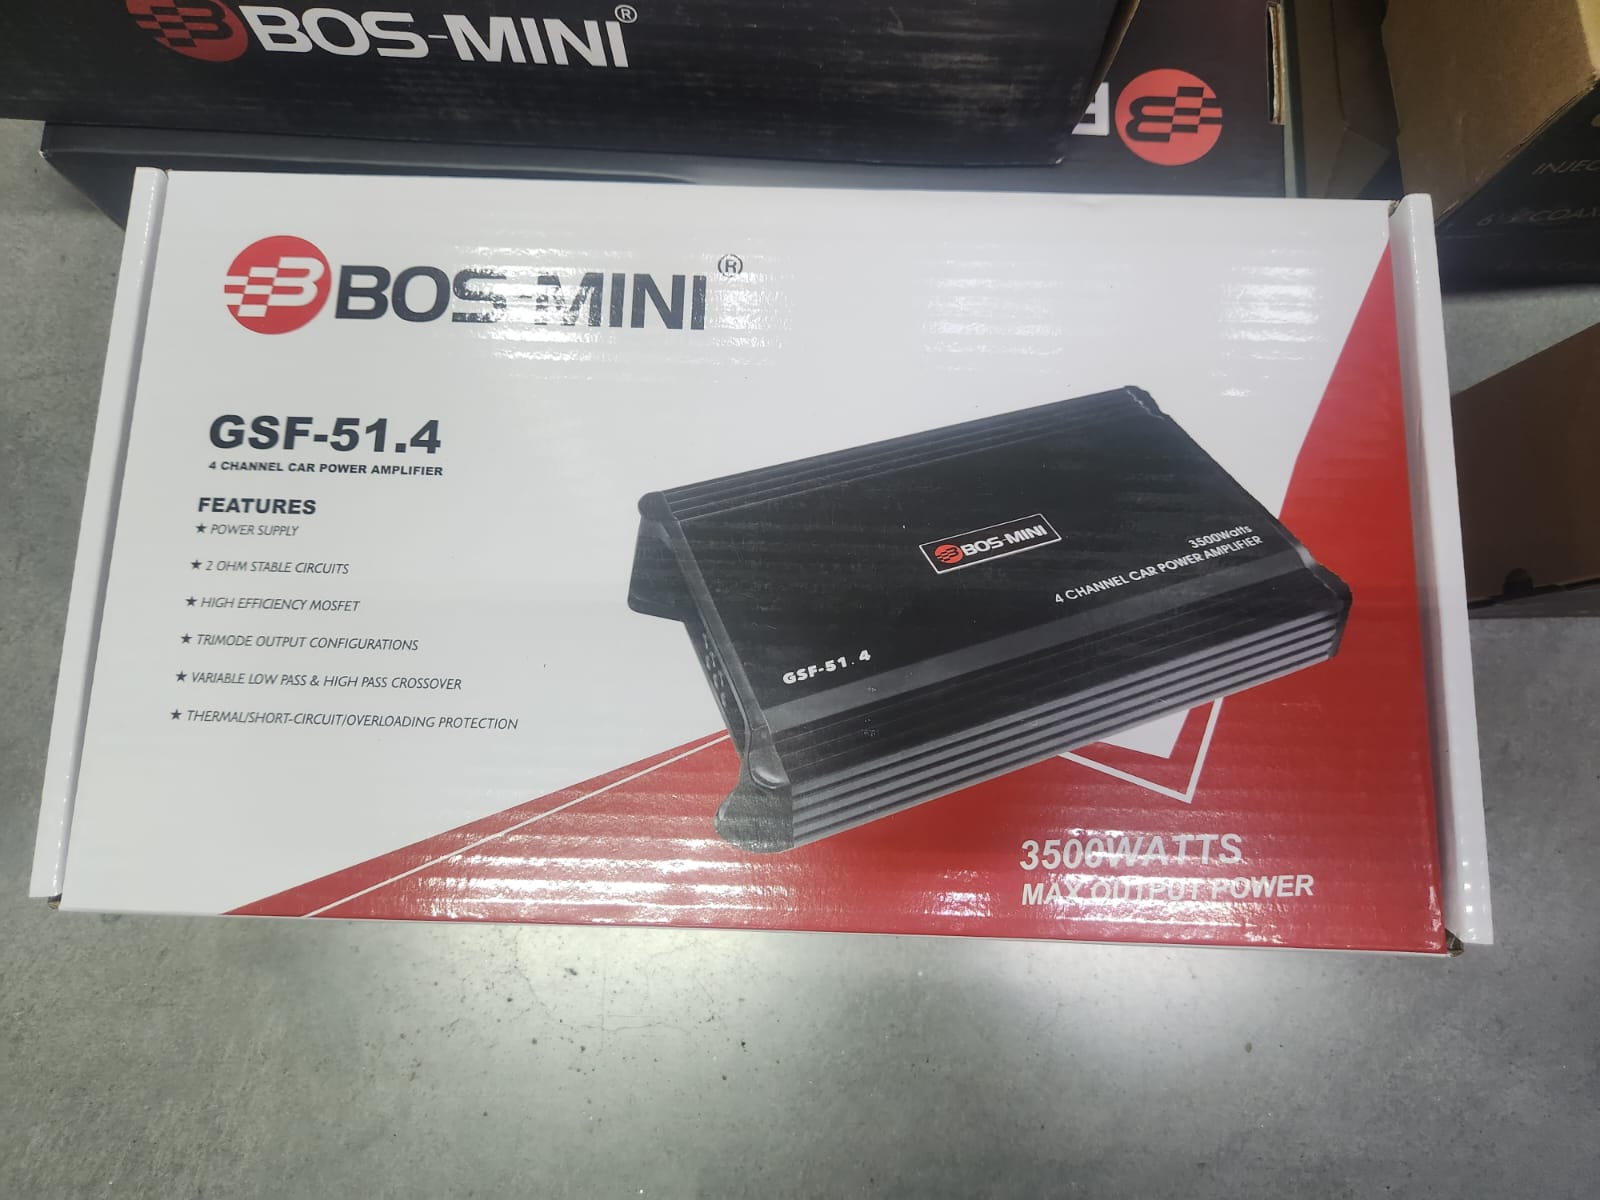 BOS-MINI®
BOS-MINI®
GSF-51.4
4 CHANNEL CAR POWER AMPLIFIER
FEATURES
★ POWER SUPPLY
★ 2 OHM STABLE CIRCUITS
★ HIGH EFFICIENCY MOSFET
★ TRIMODE OUTPUT CONFIGURATIONS
★ VARIABLE LOW PASS & HIGH PASS CROSSOVER
★ THERMAL/SHORT-CIRCUIT/OVERLOADING PROTECTION
BOS-MINI
3500Watts
4 CHANNEL CAR POWER AMPLIFIER
GSF-51.4
3500WATTS
MAX.OUTPUT POWER